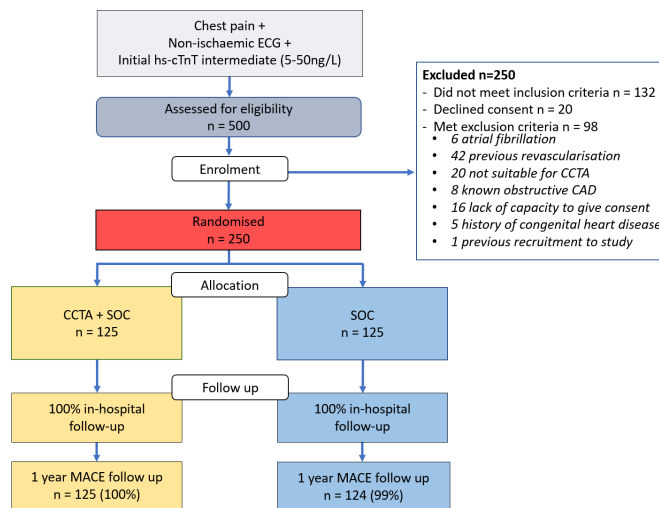 Chest pain +
Non-ischaemic ECG +
Initial hs-cTnT intermediate (5-50ng/L)
Assessed for eligibility
n = 500
Excluded n=250
- Did not meet inclusion criteria n = 132
- Declined consent n = 20
- Met exclusion criteria n = 98
• 6 atrial fibrillation
• 42 previous revascularisation
• 20 not suitable for CCTA
• 8 known obstructive CAD
• 16 lack of capacity to give consent
• 5 history of congenital heart disease
• 1 previous recruitment to study
Enrolment
Randomised
n = 250
Allocation
CCTA + SOC
n = 125
SOC
n = 125
Follow up
100% in-hospital
follow-up
100% in-hospital
follow-up
1 year MACE follow up
n = 125 (100%)
1 year MACE follow up
n = 124 (99%)